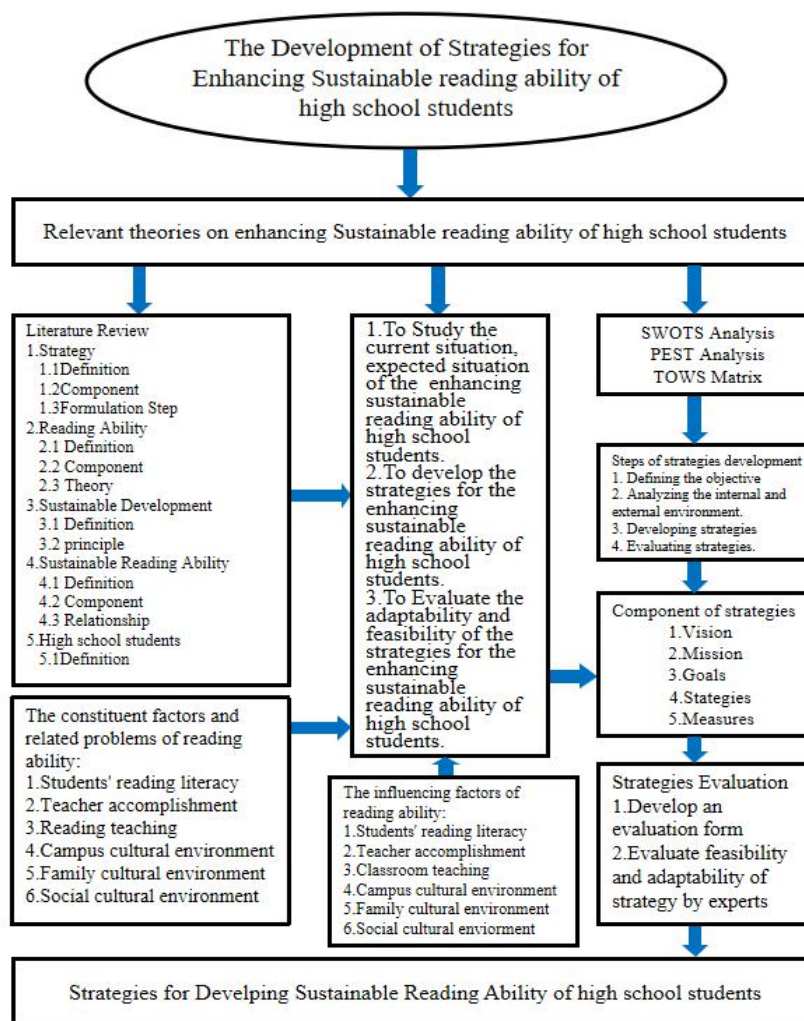 The Development of Strategies for
Enhancing Sustainable reading ability of
high school students
Relevant theories on enhancing Sustainable reading ability of high school students
Literature Review
1.Strategy
1.1Definition
1.2Component
1.3Formulation Step
2.Reading Ability
2.1 Definition
2.2 Component
2.3 Theory
3.Sustainable Development
3.1 Definition
3.2 principle
4.Sustainable Reading Ability
4.1 Definition
4.2 Component
4.3 Relationship
5.High school students
5.1Definition
The constituent factors and
related problems of reading
ability:
1.Students' reading literacy
2.Teacher accomplishment
3.Reading teaching
4.Campus cultural environment
5.Family cultural environment
6.Social cultural environment
1.To Study the
current situation,
expected situation
of the enhancing
sustainable
reading ability of
high school
students.
2.To develop the
strategies for the
enhancing
sustainable
reading ability of
high school
students.
3.To Evaluate the
adaptability and
feasibility of the
strategies for the
enhancing
sustainable
reading ability of
high school
students.
The influencing factors of
reading ability:
1.Students' reading literacy
2.Teacher accomplishment
3.Classroom teaching
4.Campus cultural environment
5.Family cultural environment
6.Social cultural enviorment
SWOTS Analysis
PEST Analysis
TOWS Matrix
Steps of strategies development
1. Defining the objective
2. Analyzing the internal and
external environment.
3. Developing strategies
4. Evaluating strategies.
Component of strategies
1.Vision
2.Mission
3.Goals
4.Stategies
5.Measures
Strategies Evaluation
1.Develop an
evaluation form
2.Evaluate feasibility
and adaptability of
strategy by experts
Strategies for Develping Sustainable Reading Ability of high school students